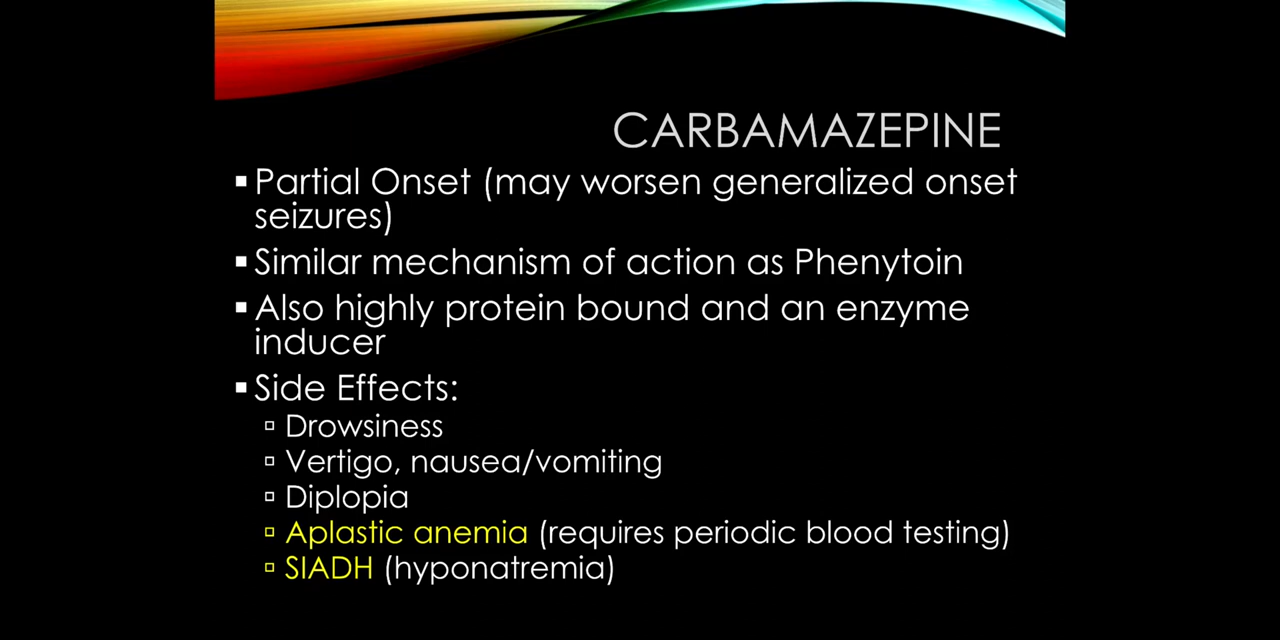 CARBAMAZEPINE
▪ Partial Onset (may worsen generalized onset
seizures)
▪ Similar mechanism of action as Phenytoin
▪ Also highly protein bound and an enzyme
inducer
▪ Side Effects:
▫ Drowsiness
▫ Vertigo, nausea/vomiting
▫ Diplopia
▫ Aplastic anemia (requires periodic blood testing)
▫ SIADH (hyponatremia)